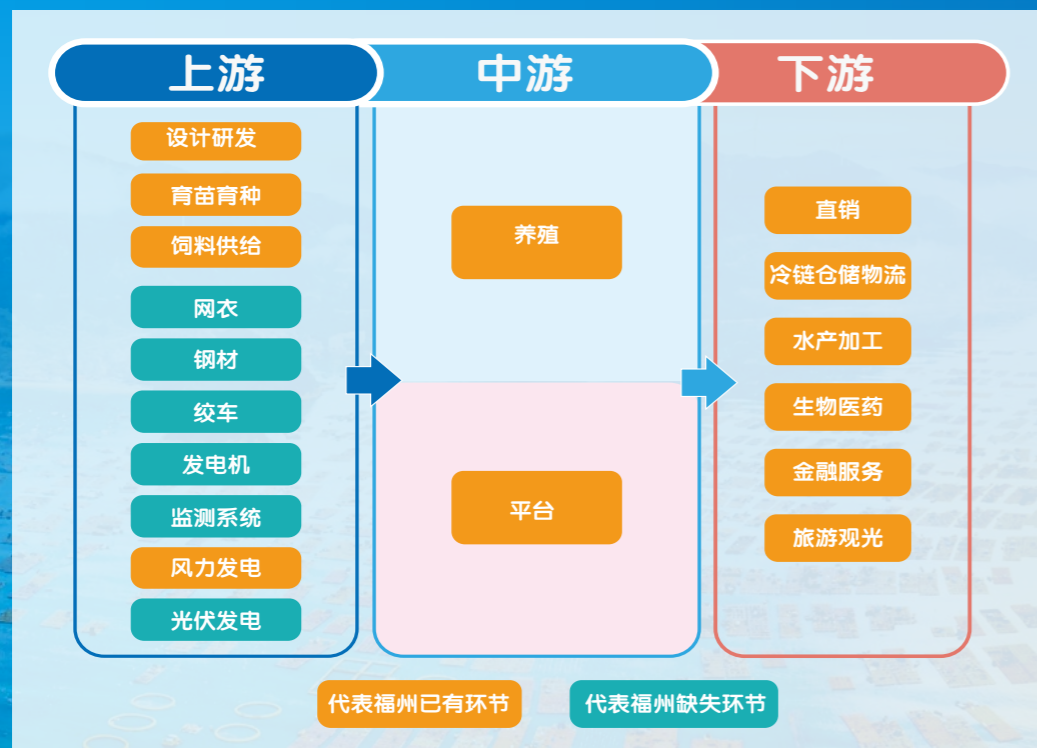 上游
中游
下游
设计研发
育苗育种
饲料供给
网衣
钢材
绞车
发电机
监测系统
风力发电
光伏发电
养殖
平台
直销
冷链仓储物流
水产加工
生物医药
金融服务
旅游观光
代表福州已有环节
代表福州缺失环节